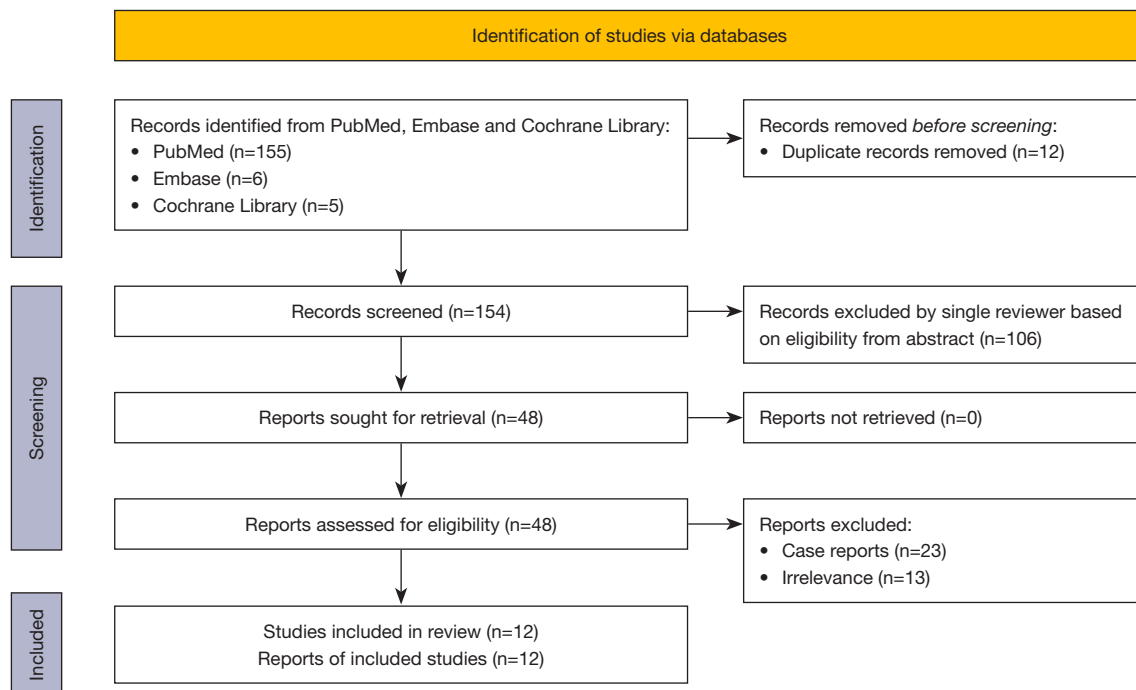 Identification of studies via databases
Identification
Records identified from PubMed, Embase and Cochrane Library:
• PubMed (n=155)
• Embase (n=6)
• Cochrane Library (n=5)
Records removed before screening:
• Duplicate records removed (n=12)
Screening
Records screened (n=154)
Records excluded by single reviewer based
on eligibility from abstract (n=106)
Reports sought for retrieval (n=48)
Reports not retrieved (n=0)
Reports assessed for eligibility (n=48)
Reports excluded:
• Case reports (n=23)
• Irrelevance (n=13)
Included
Studies included in review (n=12)
Reports of included studies (n=12)